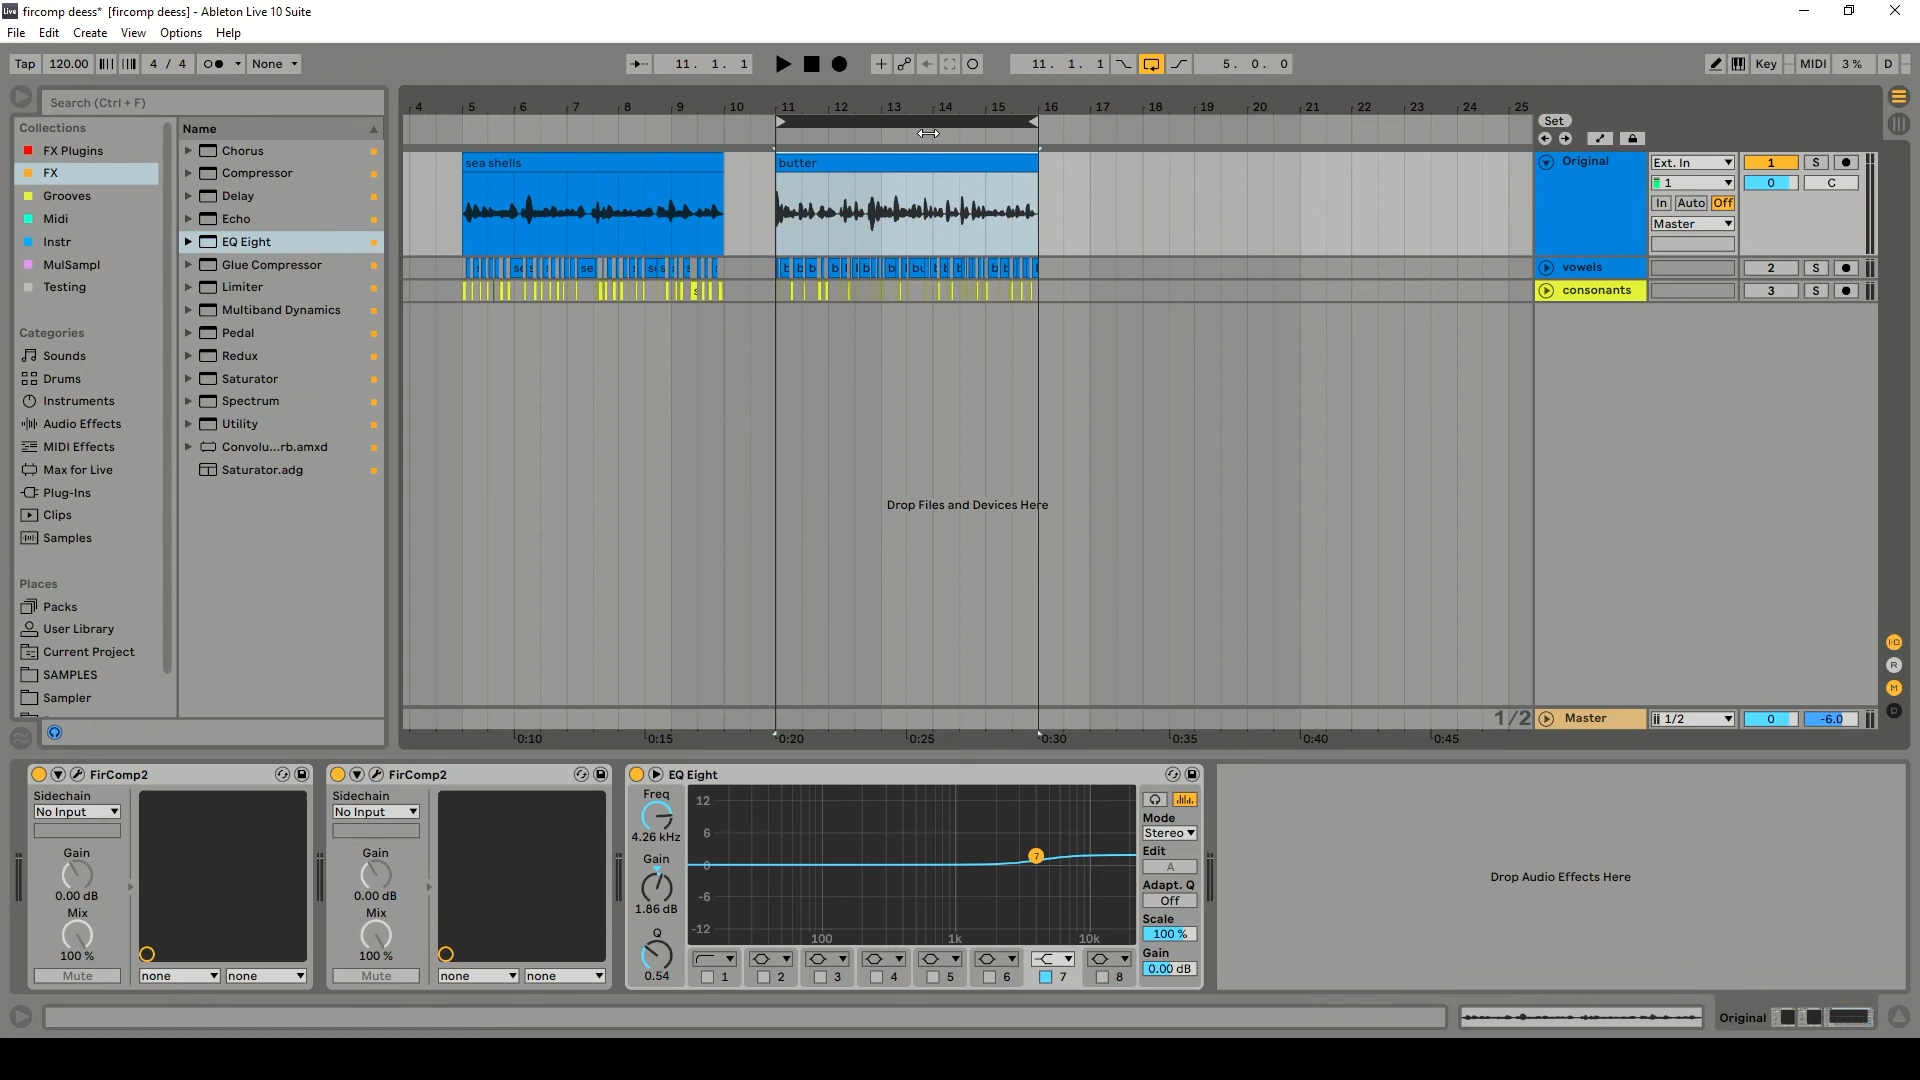 Live fircomp deess* [fircomp deess] - Ableton Live 10 Suite
File Edit Create View Options Help
Tap 120.00 4 / 4 None 11. 1. 1 11. 1. 1 5. 0. 0 Key MIDI 3 % D
Search (Ctrl + F)
Collections
FX Plugins
FX
Grooves
Midi
Instr
MulSampl
Testing
Categories
Sounds
Drums
Instruments
Audio Effects
MIDI Effects
Max for Live
Plug-Ins
Clips
Samples
Places
Packs
User Library
Current Project
SAMPLES
Sampler
Name
Chorus
Compressor
Delay
Echo
EQ Eight
Glue Compressor
Limiter
Multiband Dynamics
Pedal
Redux
Saturator
Spectrum
Utility
Convolu...rb.amxd
Saturator.adg
4 5 6 7 8 9 10 11 12 13 14 15 16 17 18 19 20 21 22 23 24 25
Set
sea shells butter
Drop Files and Devices Here
1/2
0:10 0:15 0:20 0:25 0:30 0:35 0:40 0:45
Original Ext. In 1 S
1 0 C
In Auto Off
Master
vowels 2 S
consonants 3 S
Master 1/2 0 -6.0
I·O
R
M
D
FirComp2
Sidechain
No Input
Gain
0.00 dB
Mix
100 %
Mute none none
FirComp2
Sidechain
No Input
Gain
0.00 dB
Mix
100 %
Mute none none
EQ Eight
Freq
4.26 kHz
Gain
1.86 dB
Q
0.54
12
6
0
-6
-12
7
100 1k 10k
1 2 3 4 5 6 7 8
Mode
Stereo
Edit
A
Adapt. Q
Off
Scale
100 %
Gain
0.00 dB
Drop Audio Effects Here
Original